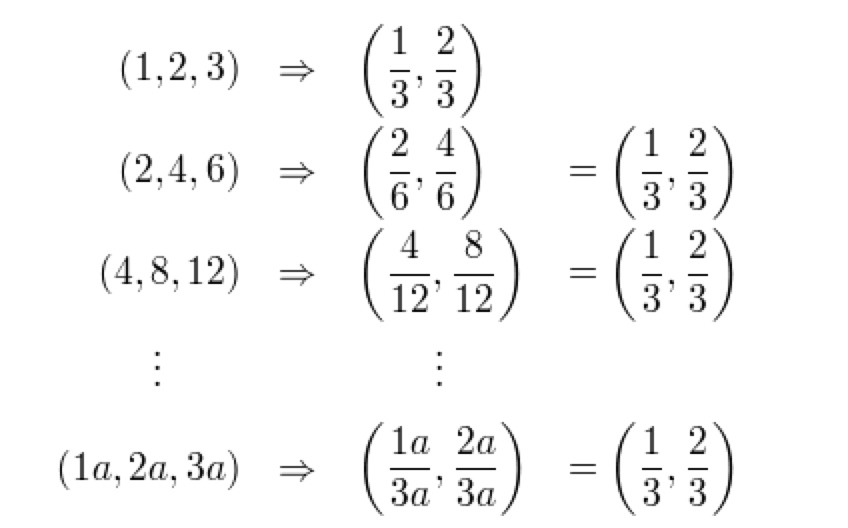 (1,2,3) ⇒ (1/3, 2/3)
(2,4,6) ⇒ (2/6, 4/6) = (1/3, 2/3)
(4,8,12) ⇒ (4/12, 8/12) = (1/3, 2/3)
⋮ ⋮
(1a,2a,3a) ⇒ (1a/3a, 2a/3a) = (1/3, 2/3)